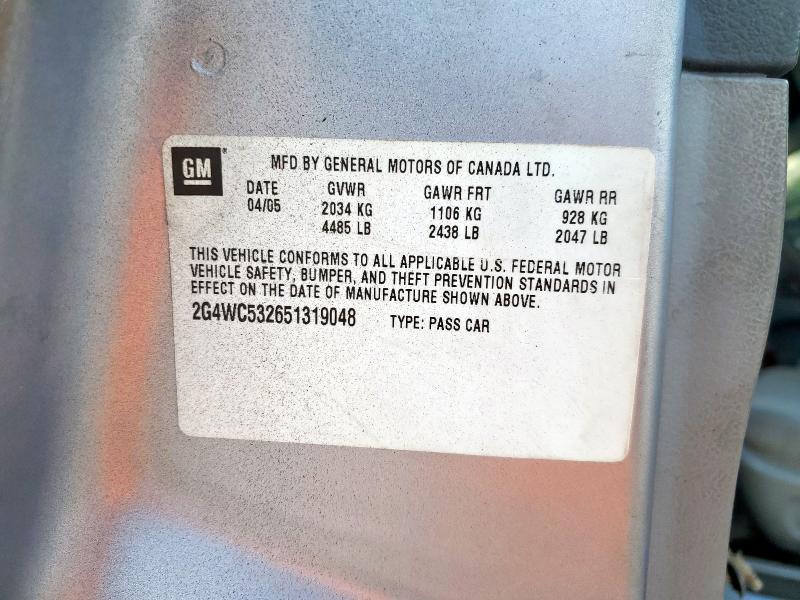 GM® MFD BY GENERAL MOTORS OF CANADA LTD.
DATE GVWR GAWR FRT GAWR RR
04/05 2034 KG 1106 KG 928 KG
4485 LB 2438 LB 2047 LB
THIS VEHICLE CONFORMS TO ALL APPLICABLE U.S. FEDERAL MOTOR
VEHICLE SAFETY, BUMPER, AND THEFT PREVENTION STANDARDS IN
EFFECT ON THE DATE OF MANUFACTURE SHOWN ABOVE.
2G4WC532651319048 TYPE: PASS CAR